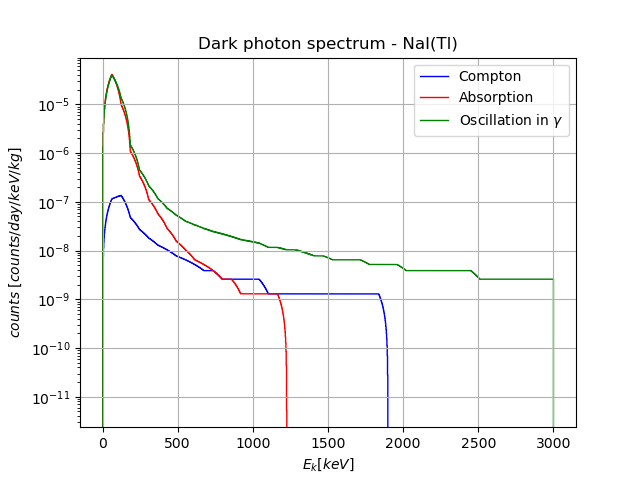 Dark photon spectrum - NaI(Tl)
Compton
Absorption
Oscillation in γ
10⁻⁵
10⁻⁶
10⁻⁷
10⁻⁸
10⁻⁹
10⁻¹⁰
10⁻¹¹
counts [counts/day/keV/kg]
0 500 1000 1500 2000 2500 3000
Eₖ[keV]